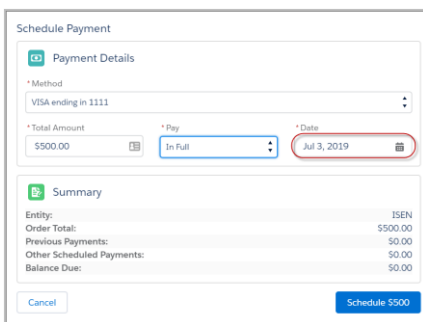 Schedule Payment
Payment Details
* Method
VISA ending in 1111
* Total Amount * Pay * Date
$500.00 In Full Jul 3, 2019
Summary
Entity: ISEN
Order Total: $500.00
Previous Payments: $0.00
Other Scheduled Payments: $0.00
Balance Due: $0.00
Cancel Schedule $500